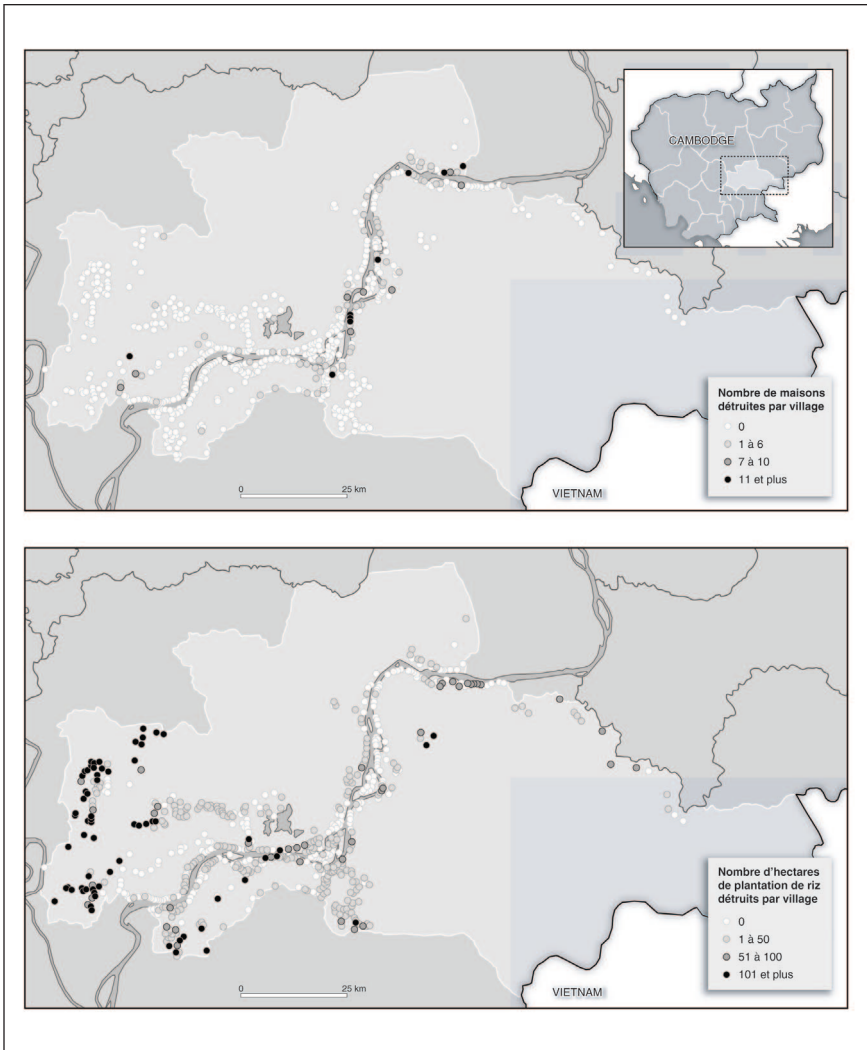 CAMBODGE
Nombre de maisons
détruites par village
0
1 à 6
7 à 10
11 et plus
0
25 km
VIETNAM
Nombre d'hectares
de plantation de riz
détruits par village
0
1 à 50
51 à 100
101 et plus
0
25 km
VIETNAM